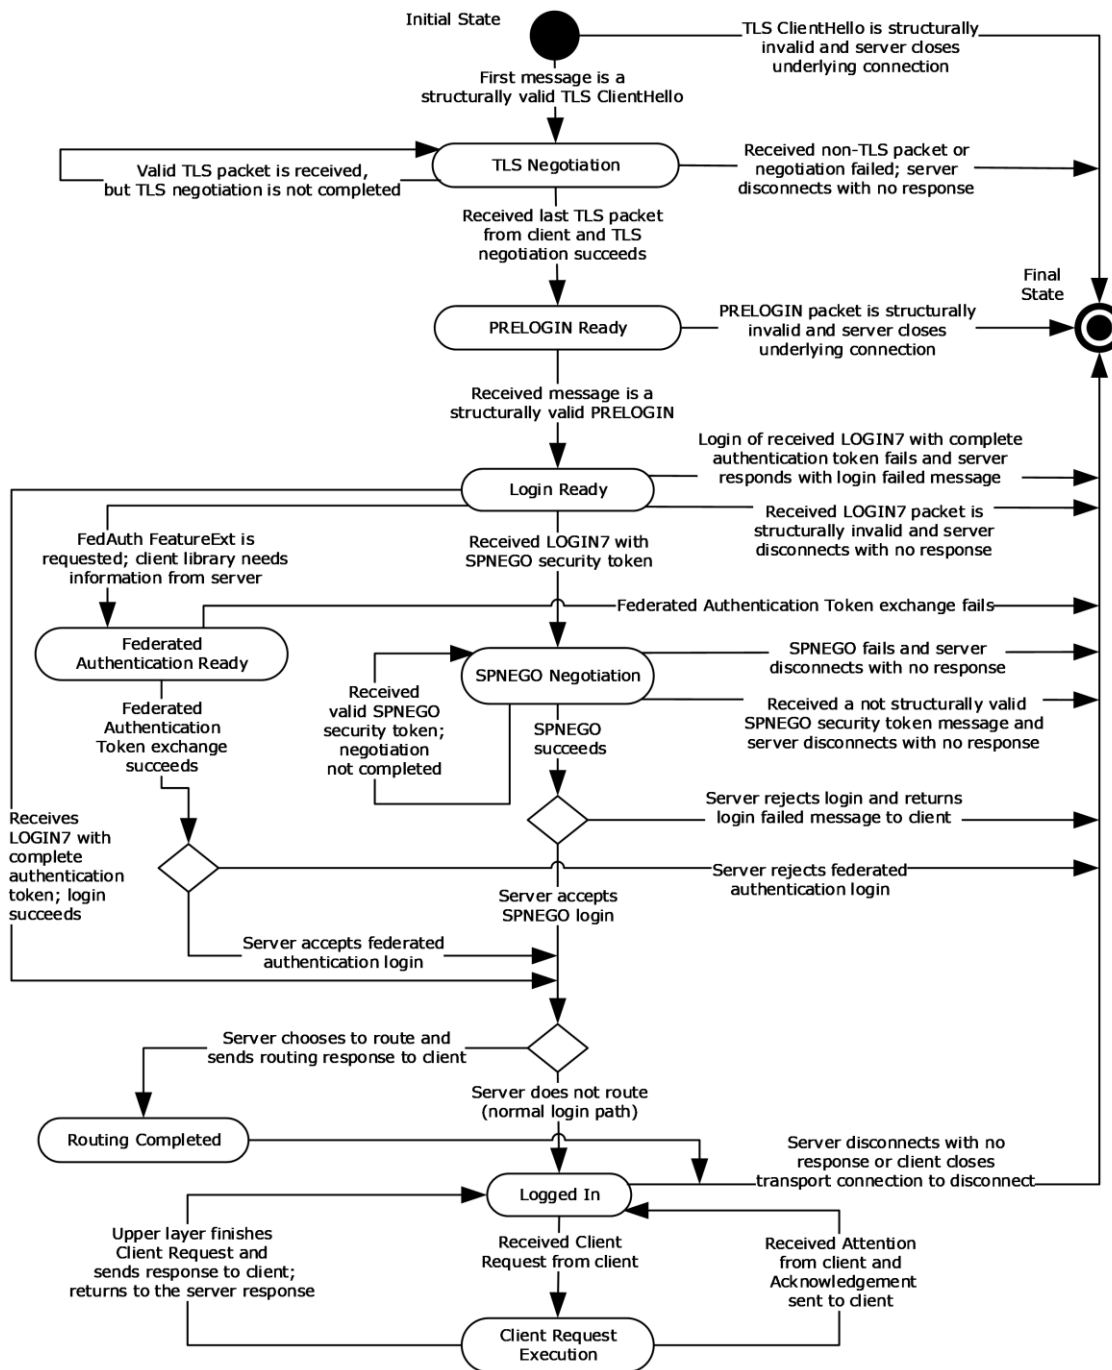 Initial State
TLS ClientHello is structurally
invalid and server closes
underlying connection
First message is a
structurally valid TLS ClientHello
TLS Negotiation
Valid TLS packet is received,
but TLS negotiation is not completed
Received non-TLS packet or
negotiation failed; server
disconnects with no response
Received last TLS packet
from client and TLS
negotiation succeeds
Final
State
PRELOGIN Ready
PRELOGIN packet is structurally
invalid and server closes
underlying connection
Received message is a
structurally valid PRELOGIN
Login of received LOGIN7 with complete
authentication token fails and server
responds with login failed message
Login Ready
Received LOGIN7 packet is
structurally invalid and server
disconnects with no response
FedAuth FeatureExt is
requested; client library needs
information from server
Received LOGIN7 with
SPNEGO security token
Federated Authentication Token exchange fails
Federated
Authentication Ready
SPNEGO Negotiation
SPNEGO fails and server
disconnects with no response
Received
valid SPNEGO
security token;
negotiation
not completed
Received a not structurally valid
SPNEGO security token message and
server disconnects with no response
Federated
Authentication
Token exchange
succeeds
SPNEGO
succeeds
Server rejects login and returns
login failed message to client
Receives
LOGIN7 with
complete
authentication
token; login
succeeds
Server rejects federated
authentication login
Server accepts
SPNEGO login
Server accepts federated
authentication login
Server chooses to route and
sends routing response to client
Server does not route
(normal login path)
Routing Completed
Server disconnects with no
response or client closes
transport connection to disconnect
Logged In
Upper layer finishes
Client Request and
sends response to client;
returns to the server response
Received Client
Request from client
Received Attention
from client and
Acknowledgement
sent to client
Client Request
Execution